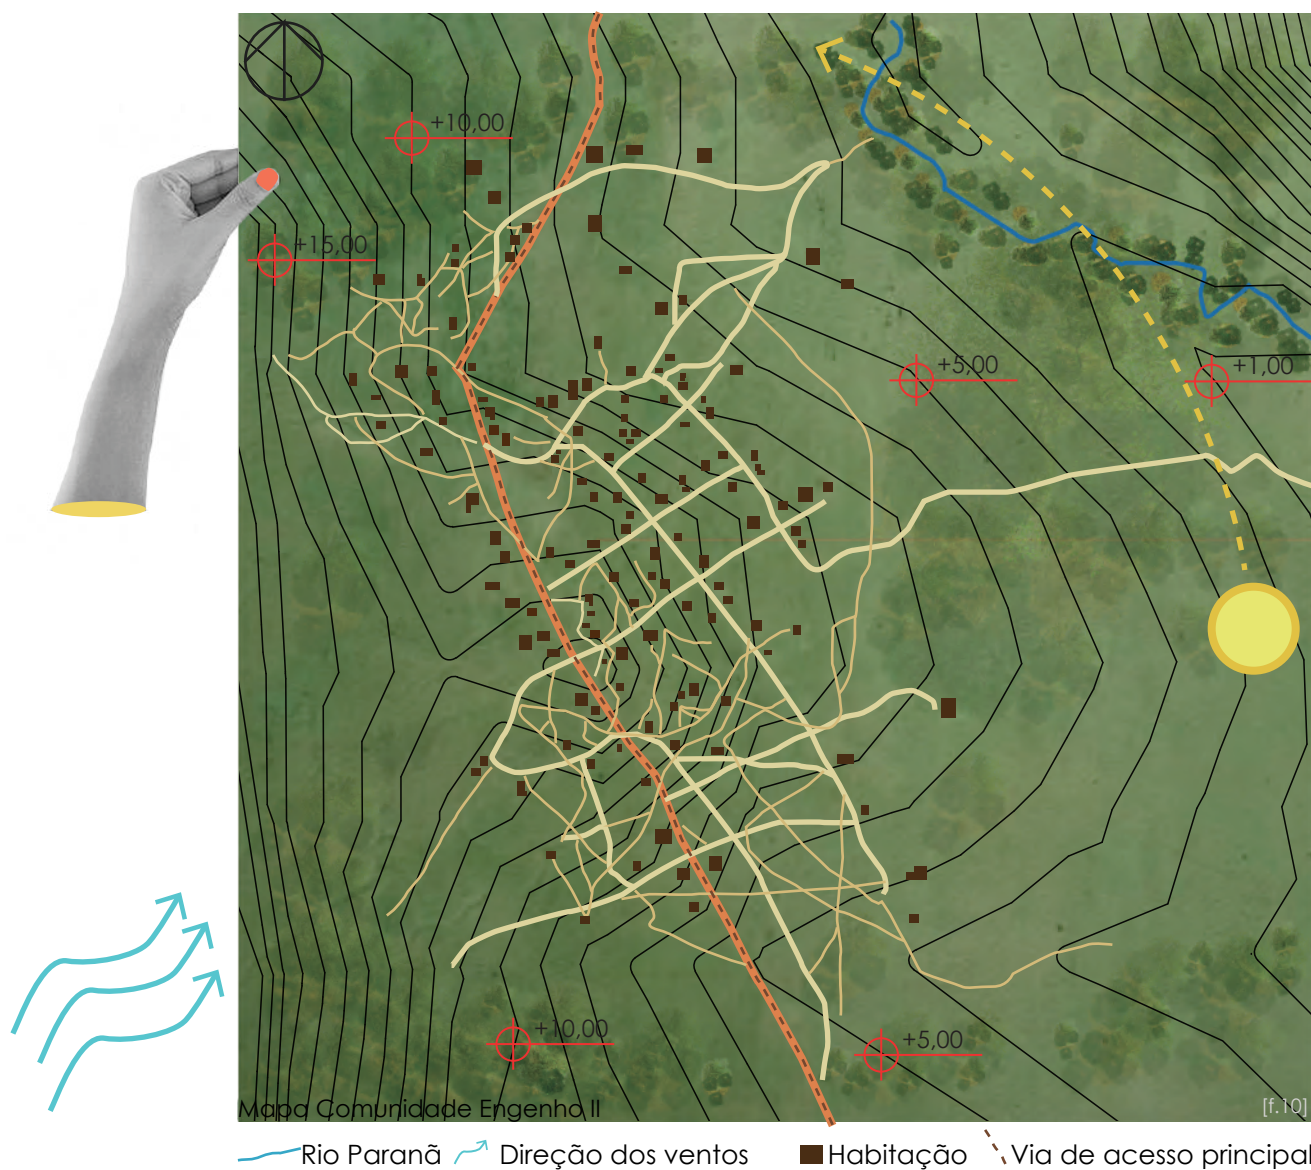 +10,00
+15,00
+5,00
+1,00
+10,00
+5,00
Mapa Comunidade Engenho II
[f.10]
Rio Paranã
Direção dos ventos
Habitação
Via de acesso principal